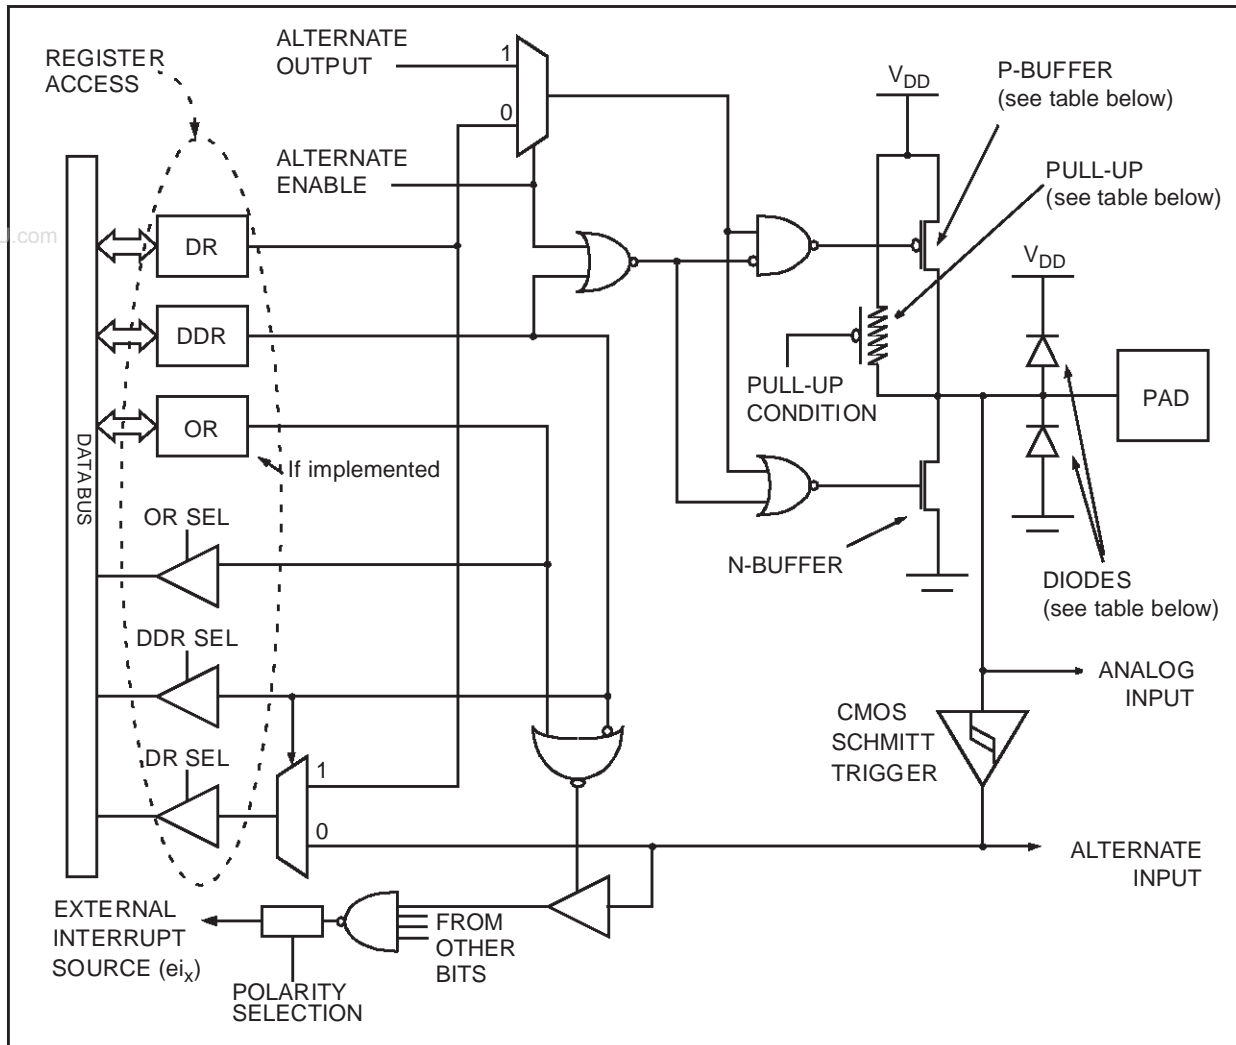 REGISTER
ACCESS
ALTERNATE
OUTPUT
1
0
ALTERNATE
ENABLE
VDD
P-BUFFER
(see table below)
PULL-UP
(see table below)
VDD
J.com
DR
DDR
OR
If implemented
DATA BUS
PULL-UP
CONDITION
PAD
OR SEL
N-BUFFER
DIODES
(see table below)
DDR SEL
ANALOG
INPUT
CMOS
SCHMITT
TRIGGER
DR SEL
1
0
ALTERNATE
INPUT
EXTERNAL
INTERRUPT
SOURCE (eix)
FROM
OTHER
BITS
POLARITY
SELECTION